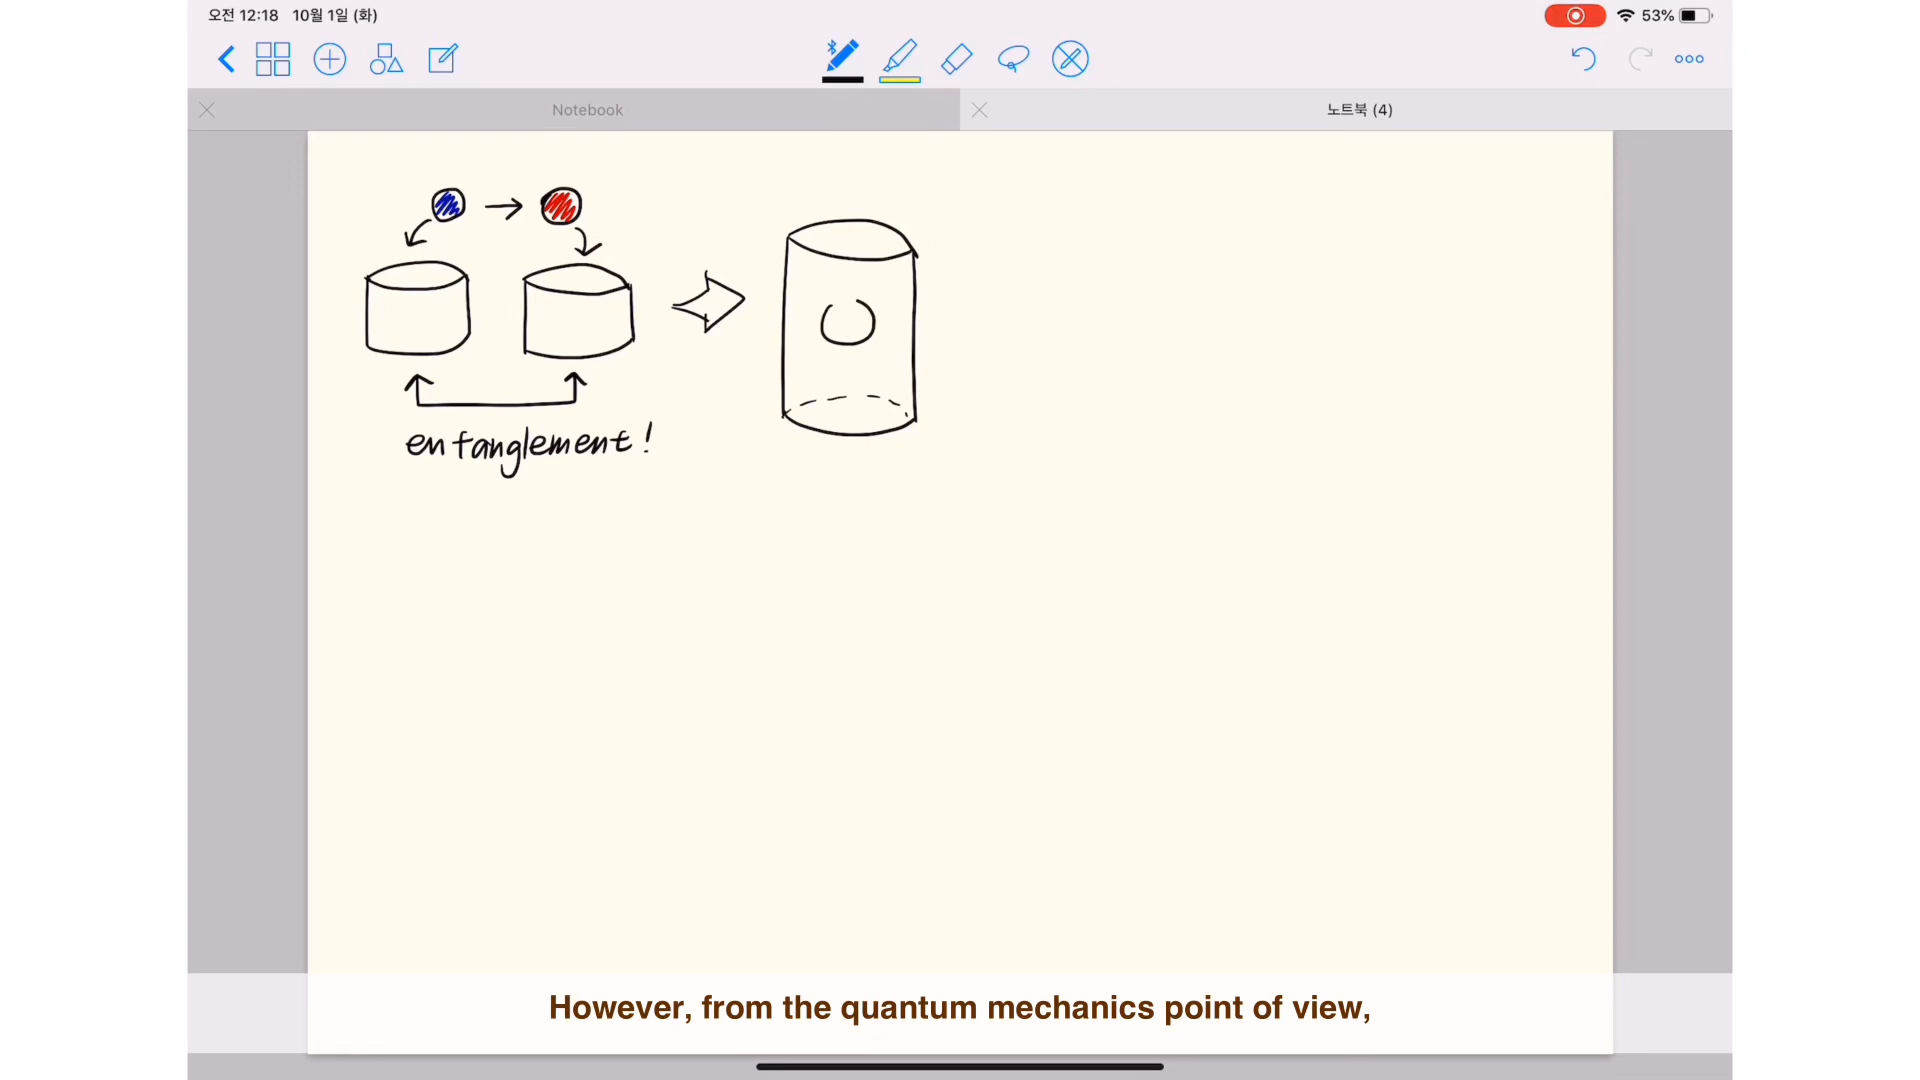 오전 12:18 10월 1일 (화) 53%
Notebook 노트북 (4)
entanglement!
However, from the quantum mechanics point of view,